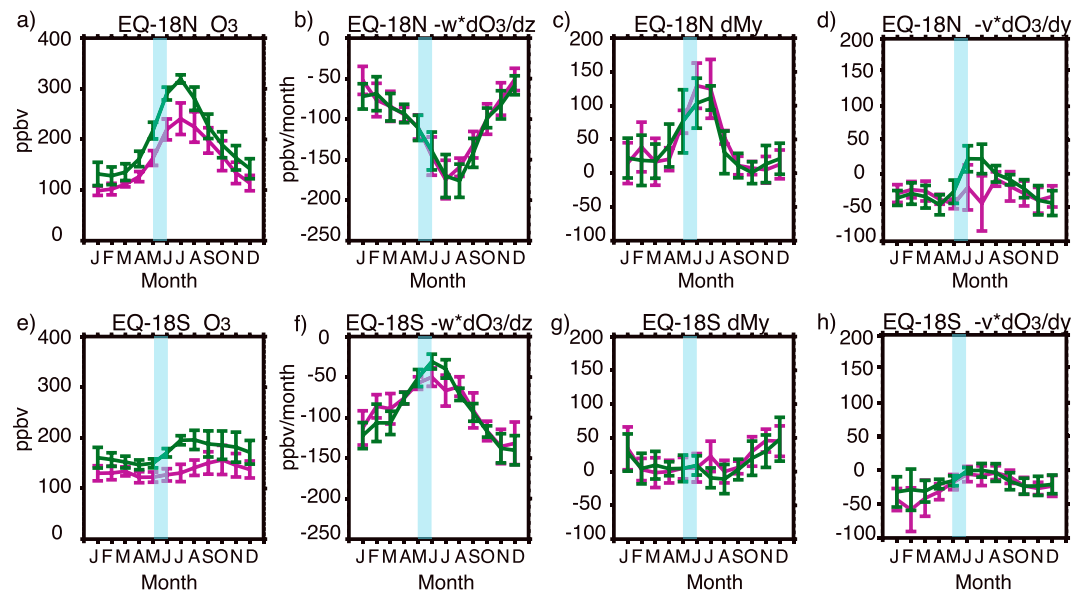 a) EQ-18N O3
400
300
200
100
0
ppbv
J F M A M J J A S O N D
Month
b) EQ-18N -w*dO3/dz
0
-50
-100
-150
-200
-250
ppbv/month
J F M A M J J A S O N D
Month
c) EQ-18N dMy
200
150
100
50
0
-50
-100
J F M A M J J A S O N D
Month
d) EQ-18N -v*dO3/dy
200
150
100
50
0
-50
-100
J F M A M J J A S O N D
Month
e) EQ-18S O3
400
300
200
100
0
ppbv
J F M A M J J A S O N D
Month
f) EQ-18S -w*dO3/dz
0
-50
-100
-150
-200
-250
ppbv/month
J F M A M J J A S O N D
Month
g) EQ-18S dMy
200
150
100
50
0
-50
-100
J F M A M J J A S O N D
Month
h) EQ-18S -v*dO3/dy
200
150
100
50
0
-50
-100
J F M A M J J A S O N D
Month